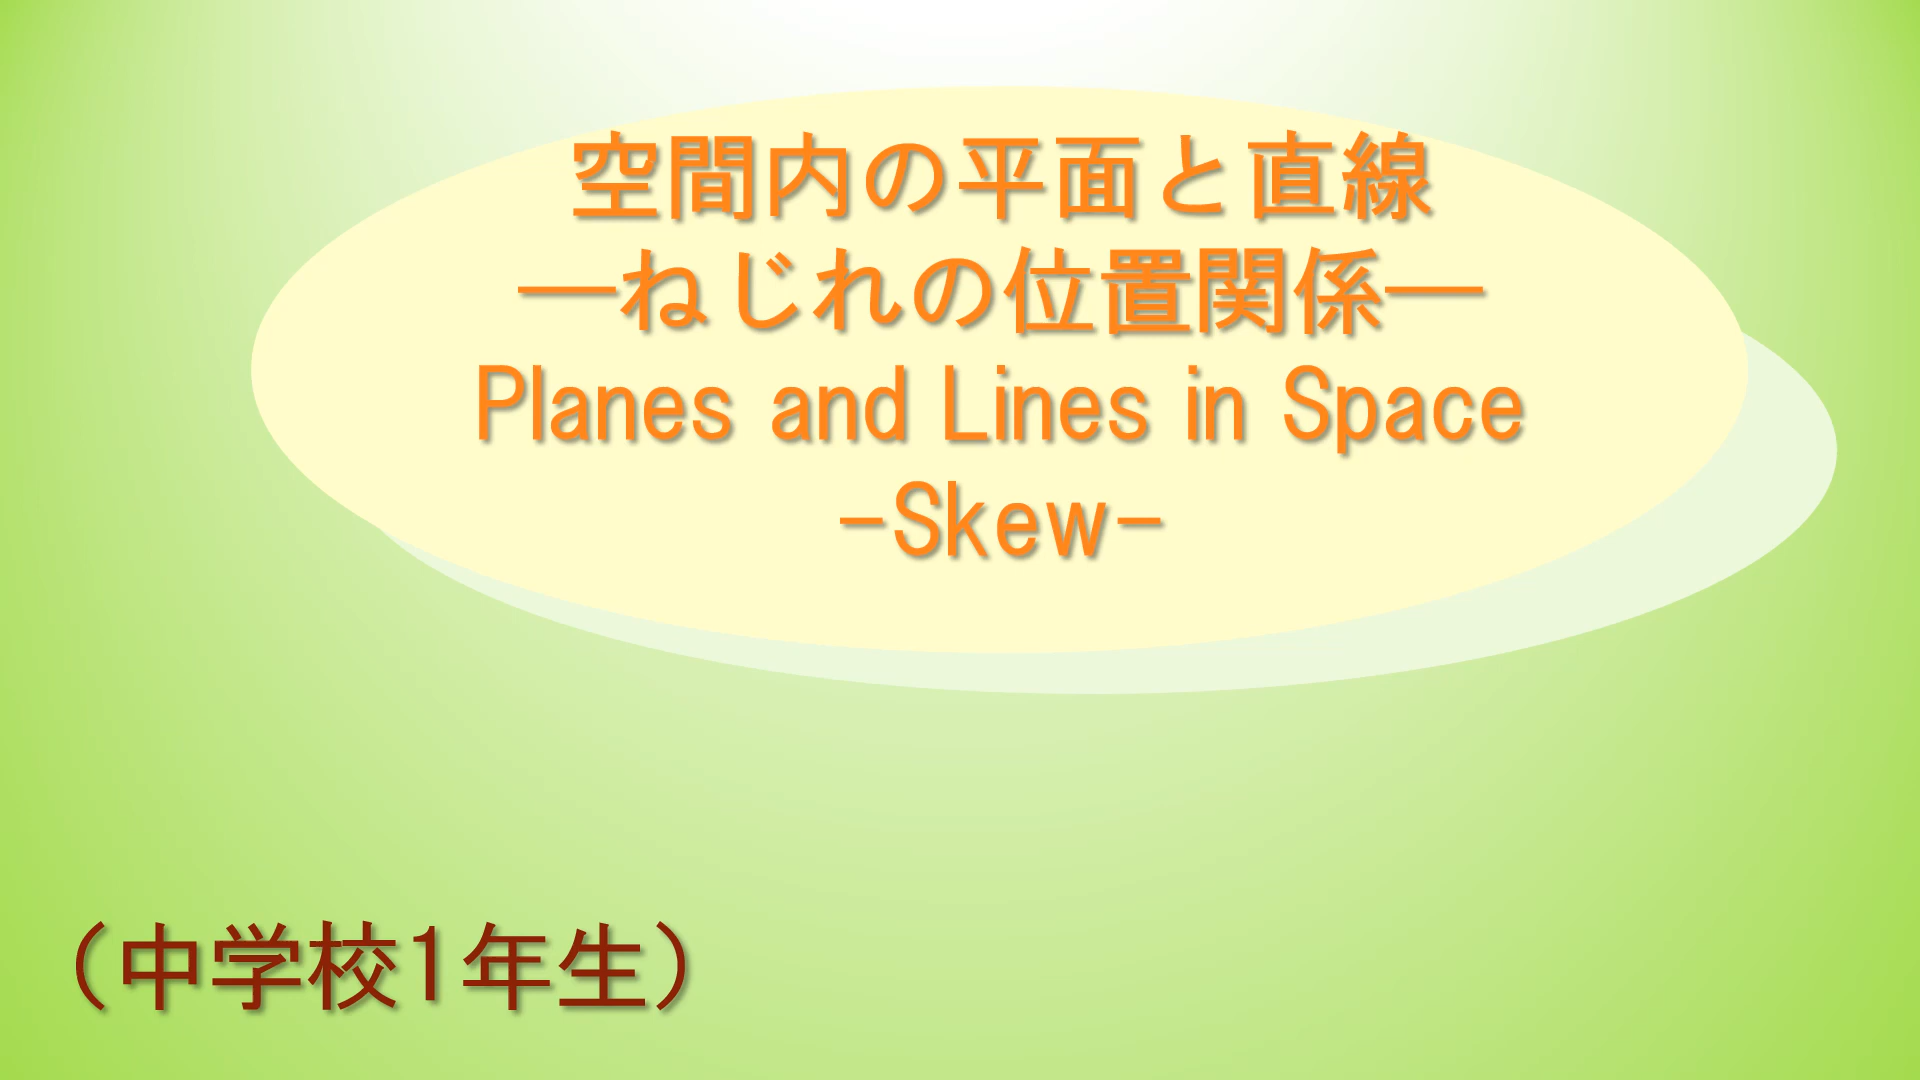 空間内の平面と直線
―ねじれの位置関係―
Planes and Lines in Space
-Skew-
（中学校1年生）